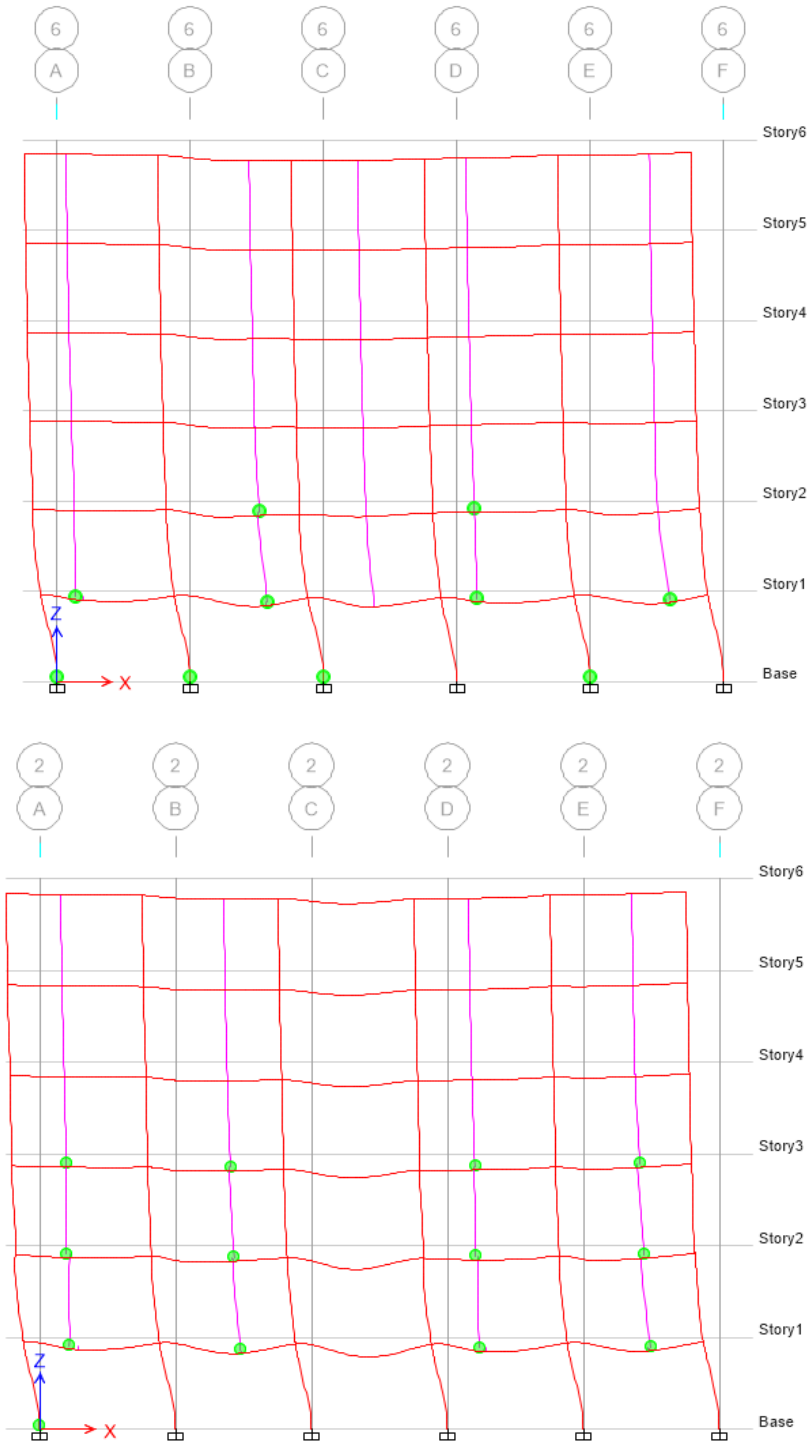 6 6 6 6 6 6
A B C D E F
Story6
Story5
Story4
Story3
Story2
Story1
Z
X
Base
2 2 2 2 2 2
A B C D E F
Story6
Story5
Story4
Story3
Story2
Story1
Z
X
Base